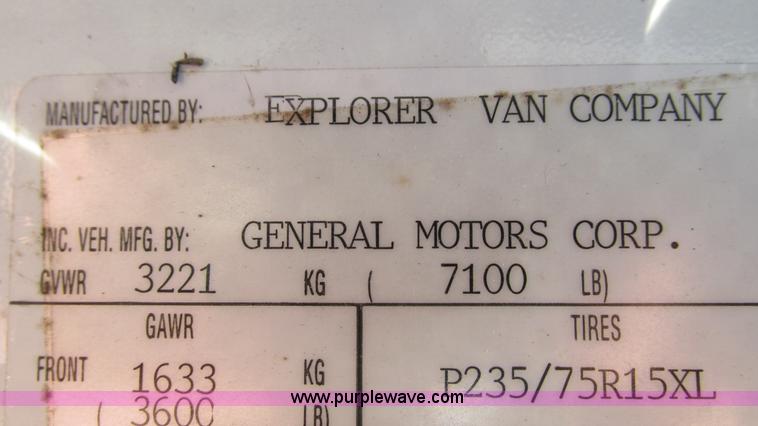 MANUFACTURED BY: EXPLORER VAN COMPANY
INC. VEH. MFG. BY: GENERAL MOTORS CORP.
GVWR 3221 KG ( 7100 LB)
GAWR TIRES
FRONT 1633 KG P235/75R15XL
www.purplewave.com
( 3600 LB)